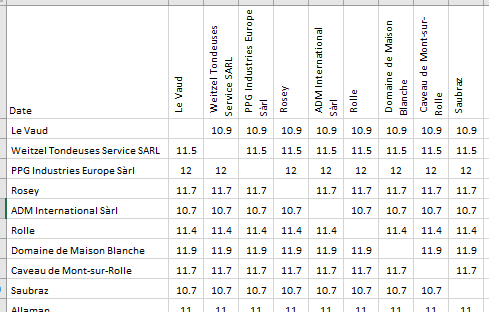 Date Le Vaud Weitzel Tondeuses Service SARL PPG Industries Europe Sàrl Rosey ADM International Sàrl Rolle Domaine de Maison Blanche Caveau de Mont-sur-Rolle Saubraz
Le Vaud 10.9 10.9 10.9 10.9 10.9 10.9 10.9 10.9
Weitzel Tondeuses Service SARL 11.5 11.5 11.5 11.5 11.5 11.5 11.5 11.5
PPG Industries Europe Sàrl 12 12 12 12 12 12 12 12
Rosey 11.7 11.7 11.7 11.7 11.7 11.7 11.7 11.7
ADM International Sàrl 10.7 10.7 10.7 10.7 10.7 10.7 10.7 10.7
Rolle 11.4 11.4 11.4 11.4 11.4 11.4 11.4 11.4
Domaine de Maison Blanche 11.9 11.9 11.9 11.9 11.9 11.9 11.9 11.9
Caveau de Mont-sur-Rolle 11.7 11.7 11.7 11.7 11.7 11.7 11.7 11.7
Saubraz 10.7 10.7 10.7 10.7 10.7 10.7 10.7 10.7
Allaman 11 11 11 11 11 11 11 11 11